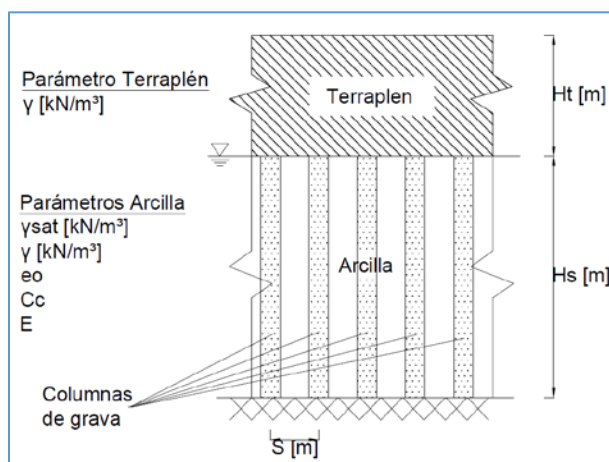 Parámetro Terraplén
γ [kN/m³]
Terraplen
Ht [m]
Parámetros Arcilla
γsat [kN/m³]
γ [kN/m³]
eo
Cc
E
Arcilla
Hs [m]
Columnas
de grava
S [m]